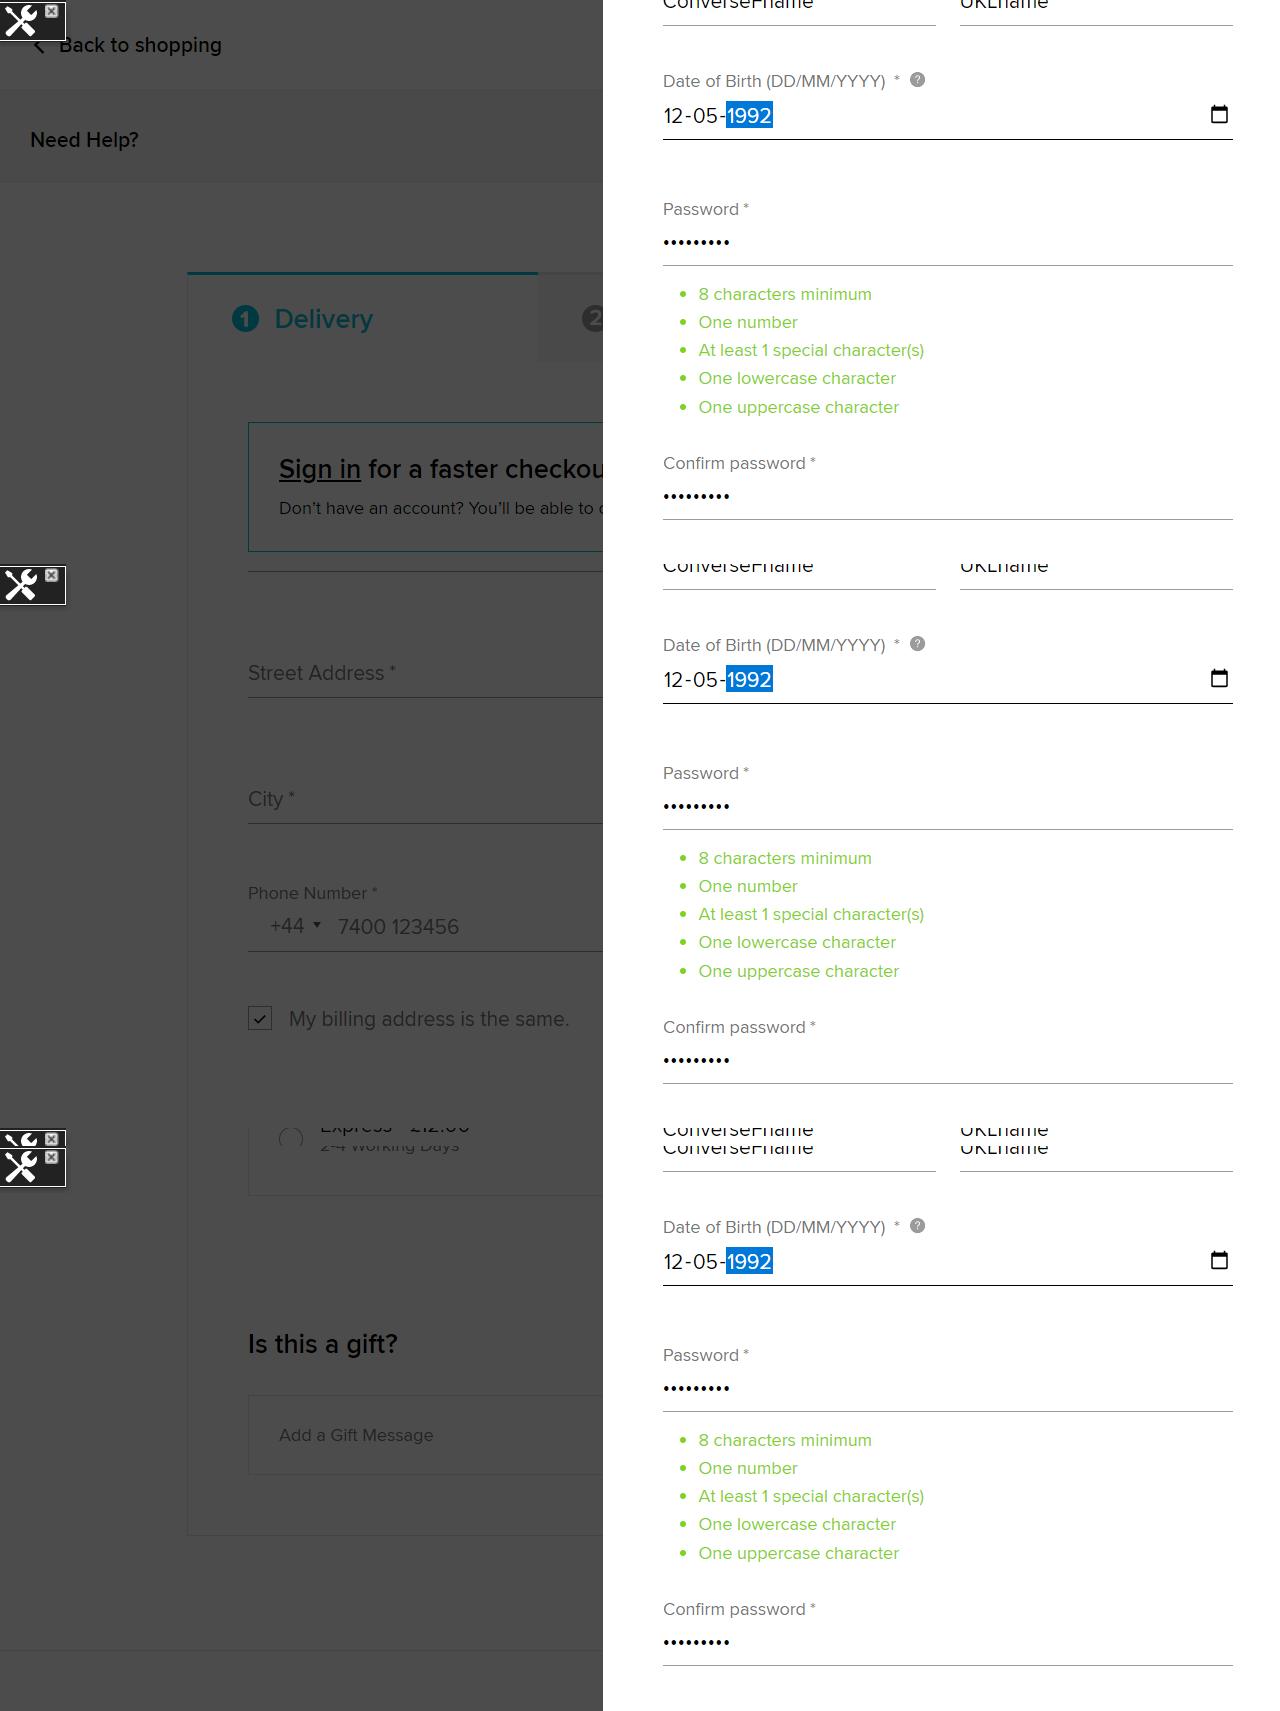 ConverseFname UKLname
Back to shopping
Date of Birth (DD/MM/YYYY) * ?
12-05-1992
Need Help?
Password *
•••••••••
8 characters minimum
One number
At least 1 special character(s)
One lowercase character
One uppercase character
1 Delivery
2
Sign in for a faster checkou
Don't have an account? You'll be able to c
Confirm password *
•••••••••
ConverseFname UKLname
Date of Birth (DD/MM/YYYY) * ?
12-05-1992
Street Address *
Password *
•••••••••
City *
8 characters minimum
One number
At least 1 special character(s)
One lowercase character
One uppercase character
Phone Number *
+44 7400 123456
My billing address is the same.
Confirm password *
•••••••••
Express - £12.00
2-4 Working Days
ConverseFname UKLname
ConverseFname UKLname
Date of Birth (DD/MM/YYYY) * ?
12-05-1992
Is this a gift?
Add a Gift Message
Password *
•••••••••
8 characters minimum
One number
At least 1 special character(s)
One lowercase character
One uppercase character
Confirm password *
•••••••••